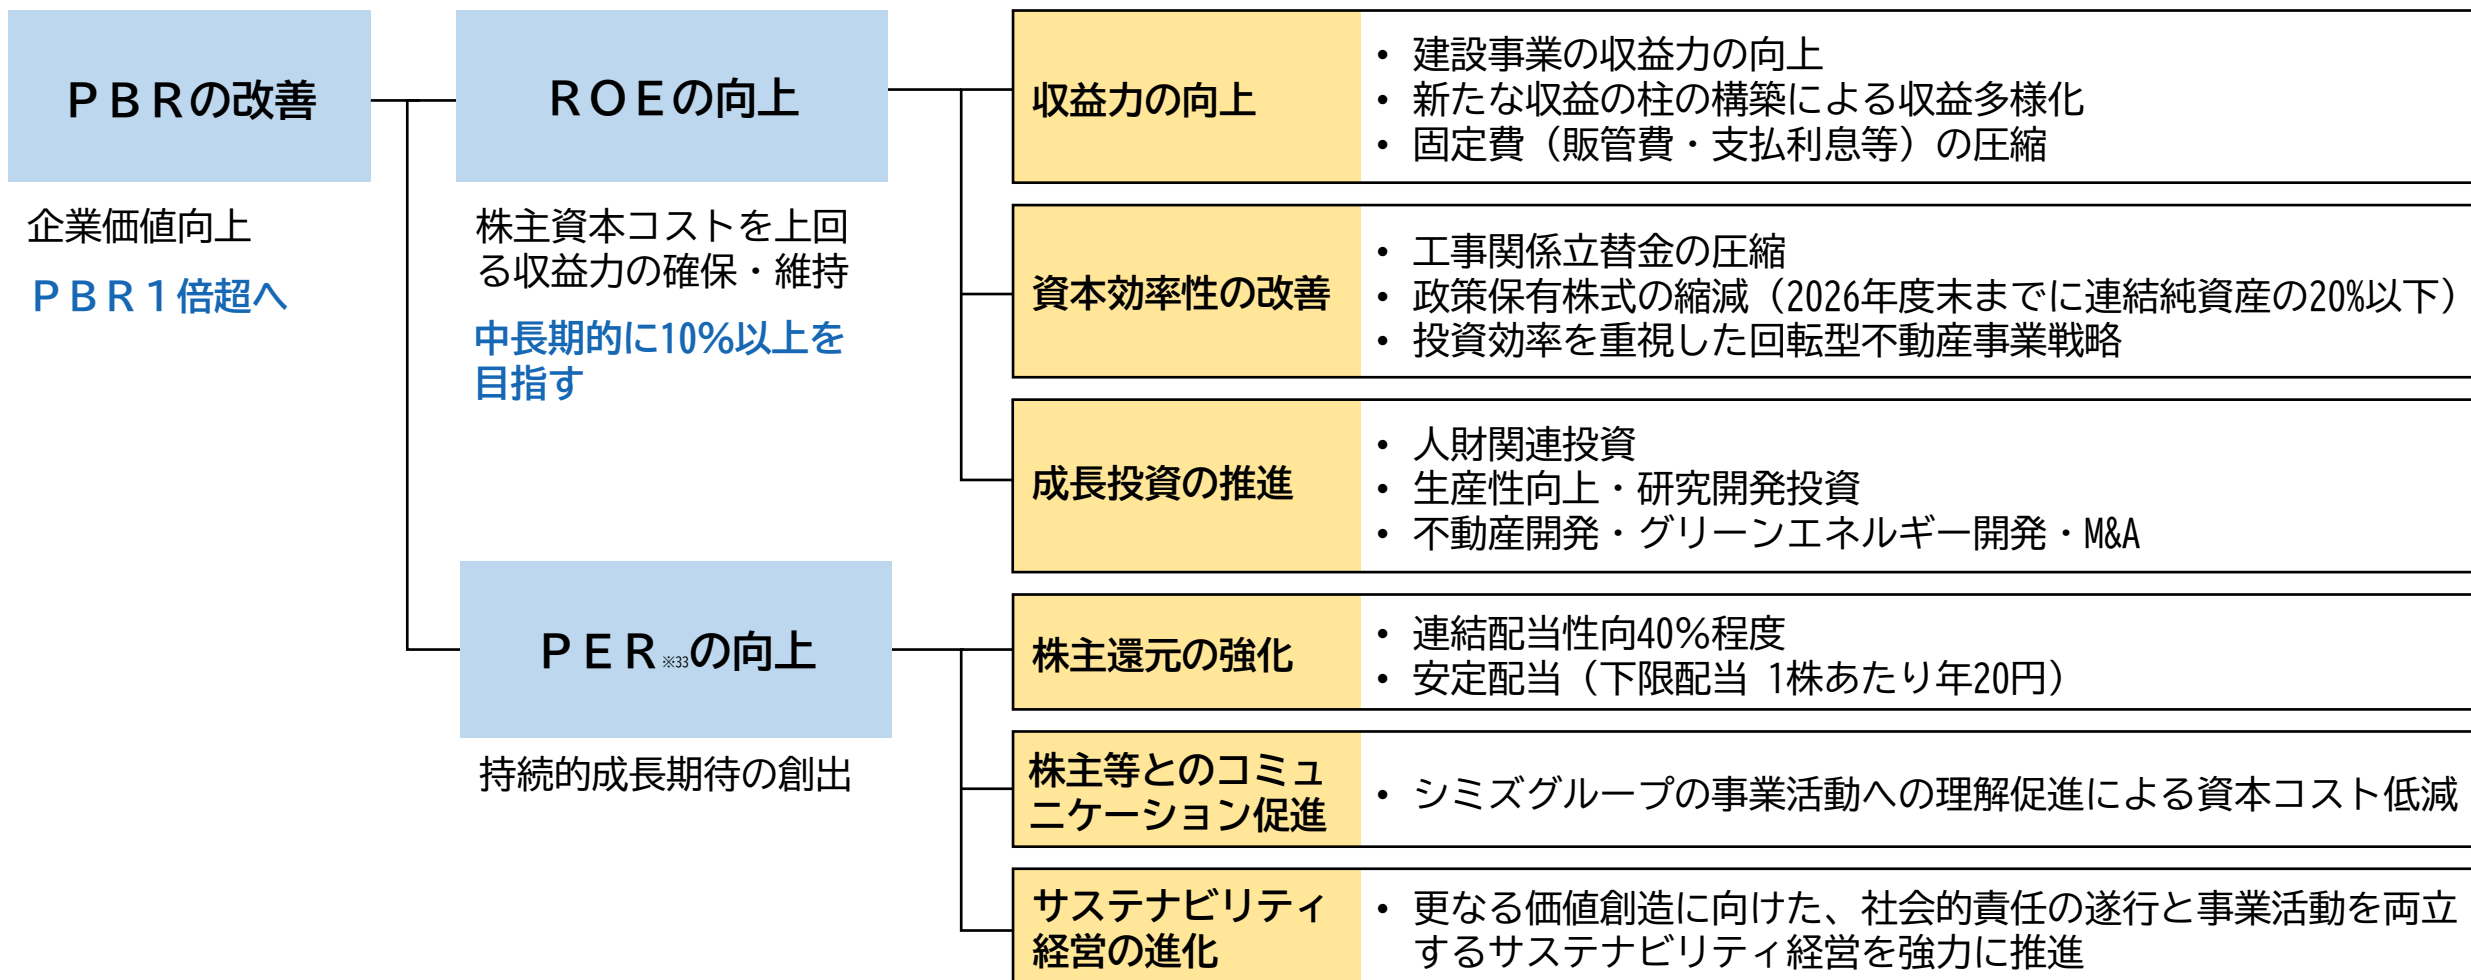 ＰＢＲの改善
企業価値向上
ＰＢＲ１倍超へ
ＲＯＥの向上
株主資本コストを上回
る収益力の確保・維持
中長期的に10%以上を
目指す
収益力の向上
• 建設事業の収益力の向上
• 新たな収益の柱の構築による収益多様化
• 固定費（販管費・支払利息等）の圧縮
資本効率性の改善
• 工事関係立替金の圧縮
• 政策保有株式の縮減（2026年度末までに連結純資産の20%以下）
• 投資効率を重視した回転型不動産事業戦略
成長投資の推進
• 人財関連投資
• 生産性向上・研究開発投資
• 不動産開発・グリーンエネルギー開発・M&A
ＰＥＲ※33の向上
持続的成長期待の創出
株主還元の強化
• 連結配当性向40%程度
• 安定配当（下限配当 1株あたり年20円）
株主等とのコミュ
ニケーション促進
• シミズグループの事業活動への理解促進による資本コスト低減
サステナビリティ
経営の進化
• 更なる価値創造に向けた、社会的責任の遂行と事業活動を両立
するサステナビリティ経営を強力に推進